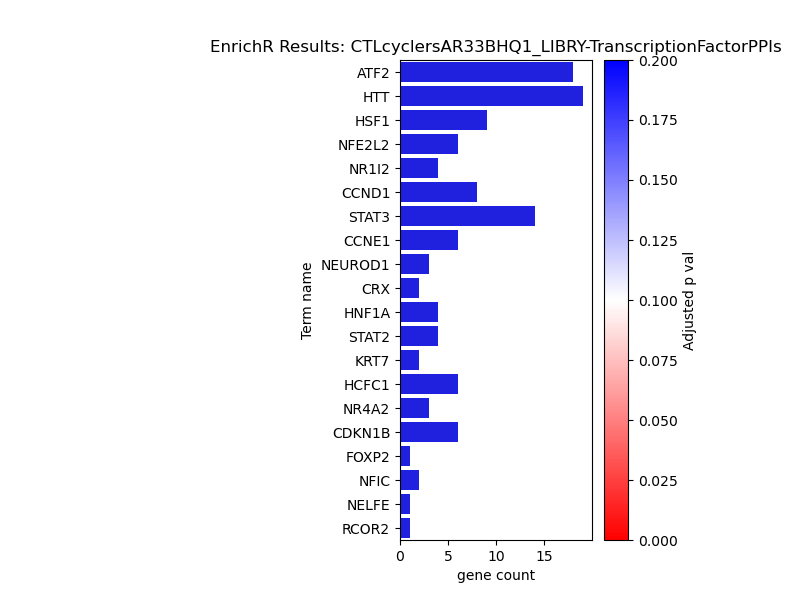 EnrichR Results: CTLcyclersAR33BHQ1_LIBRY-TranscriptionFactorPPIs
Term name
ATF2
HTT
HSF1
NFE2L2
NR1I2
CCND1
STAT3
CCNE1
NEUROD1
CRX
HNF1A
STAT2
KRT7
HCFC1
NR4A2
CDKN1B
FOXP2
NFIC
NELFE
RCOR2
0 5 10 15
gene count
0.200
0.175
0.150
0.125
0.100
0.075
0.050
0.025
0.000
Adjusted p val